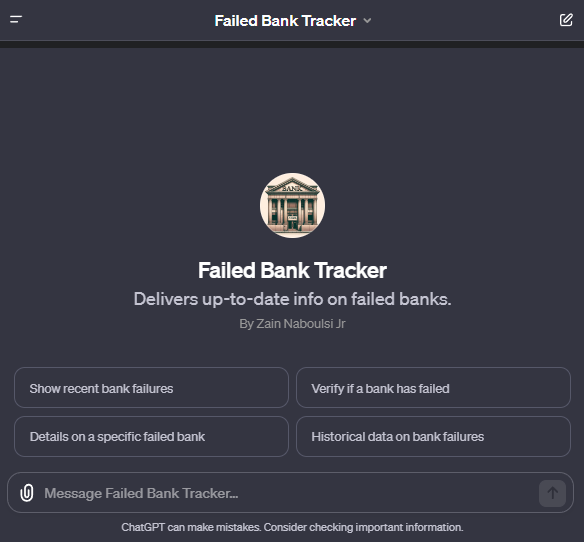 Failed Bank Tracker
BANK
Failed Bank Tracker
Delivers up-to-date info on failed banks.
By Zain Naboulsi Jr
Show recent bank failures
Verify if a bank has failed
Details on a specific failed bank
Historical data on bank failures
Message Failed Bank Tracker...
ChatGPT can make mistakes. Consider checking important information.